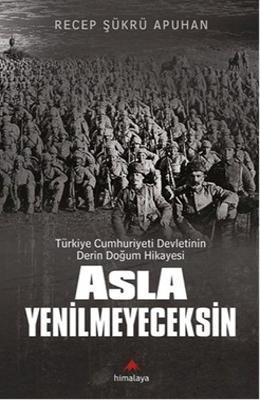 RECEP ŞÜKRÜ APUHAN
Türkiye Cumhuriyeti Devletinin
Derin Doğum Hikayesi
ASLA
YENİLMEYECEKSİN
himalaya